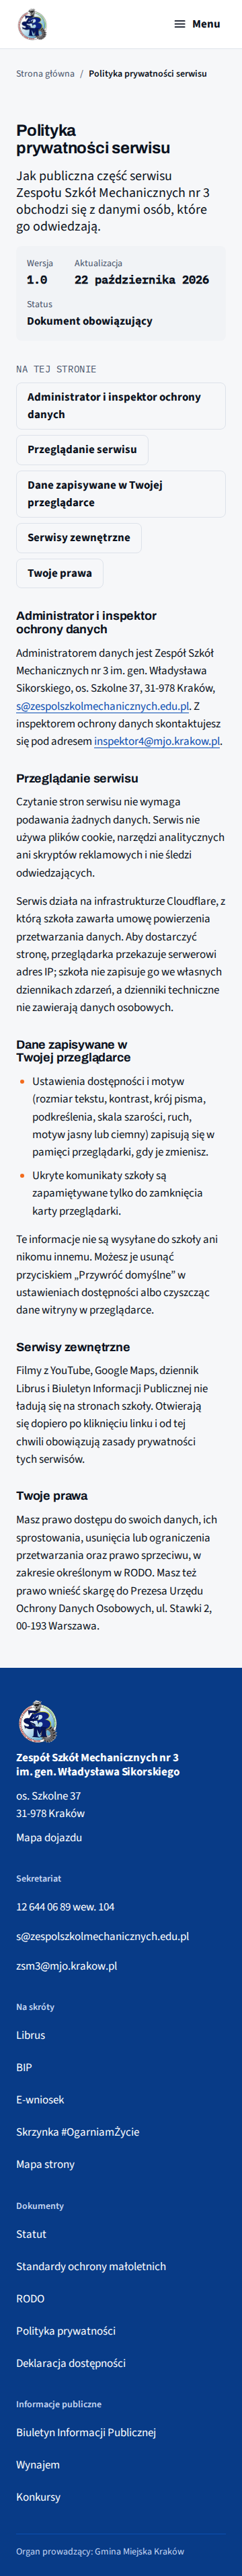 Menu
Strona główna / Polityka prywatności serwisu
Polityka
prywatności serwisu
Jak publiczna część serwisu
Zespołu Szkół Mechanicznych nr 3
obchodzi się z danymi osób, które
go odwiedzają.
Wersja
1.0
Aktualizacja
22 października 2026
Status
Dokument obowiązujący
NA TEJ STRONIE
Administrator i inspektor ochrony
danych
Przeglądanie serwisu
Dane zapisywane w Twojej
przeglądarce
Serwisy zewnętrzne
Twoje prawa
Administrator i inspektor
ochrony danych
Administratorem danych jest Zespół Szkół
Mechanicznych nr 3 im. gen. Władysława
Sikorskiego, os. Szkolne 37, 31-978 Kraków,
s@zespolszkolmechanicznych.edu.pl. Z
inspektorem ochrony danych skontaktujesz
się pod adresem inspektor4@mjo.krakow.pl.
Przeglądanie serwisu
Czytanie stron serwisu nie wymaga
podawania żadnych danych. Serwis nie
używa plików cookie, narzędzi analitycznych
ani skryptów reklamowych i nie śledzi
odwiedzających.
Serwis działa na infrastrukturze Cloudflare, z
którą szkoła zawarła umowę powierzenia
przetwarzania danych. Aby dostarczyć
stronę, przeglądarka przekazuje serwerowi
adres IP; szkoła nie zapisuje go we własnych
dziennikach zdarzeń, a dzienniki techniczne
nie zawierają danych osobowych.
Dane zapisywane w
Twojej przeglądarce
Ustawienia dostępności i motyw
(rozmiar tekstu, kontrast, krój pisma,
podkreślenia, skala szarości, ruch,
motyw jasny lub ciemny) zapisują się w
pamięci przeglądarki, gdy je zmienisz.
Ukryte komunikaty szkoły są
zapamiętywane tylko do zamknięcia
karty przeglądarki.
Te informacje nie są wysyłane do szkoły ani
nikomu innemu. Możesz je usunąć
przyciskiem „Przywróć domyślne” w
ustawieniach dostępności albo czyszcząc
dane witryny w przeglądarce.
Serwisy zewnętrzne
Filmy z YouTube, Google Maps, dziennik
Librus i Biuletyn Informacji Publicznej nie
ładują się na stronach szkoły. Otwierają
się dopiero po kliknięciu linku i od tej
chwili obowiązują zasady prywatności
tych serwisów.
Twoje prawa
Masz prawo dostępu do swoich danych, ich
sprostowania, usunięcia lub ograniczenia
przetwarzania oraz prawo sprzeciwu, w
zakresie określonym w RODO. Masz też
prawo wnieść skargę do Prezesa Urzędu
Ochrony Danych Osobowych, ul. Stawki 2,
00-193 Warszawa.
Zespół Szkół Mechanicznych nr 3
im. gen. Władysława Sikorskiego
os. Szkolne 37
31-978 Kraków
Mapa dojazdu
Sekretariat
12 644 06 89 wew. 104
s@zespolszkolmechanicznych.edu.pl
zsm3@mjo.krakow.pl
Na skróty
Librus
BIP
E-wniosek
Skrzynka #OgarniamŻycie
Mapa strony
Dokumenty
Statut
Standardy ochrony małoletnich
RODO
Polityka prywatności
Deklaracja dostępności
Informacje publiczne
Biuletyn Informacji Publicznej
Wynajem
Konkursy
Organ prowadzący: Gmina Miejska Kraków